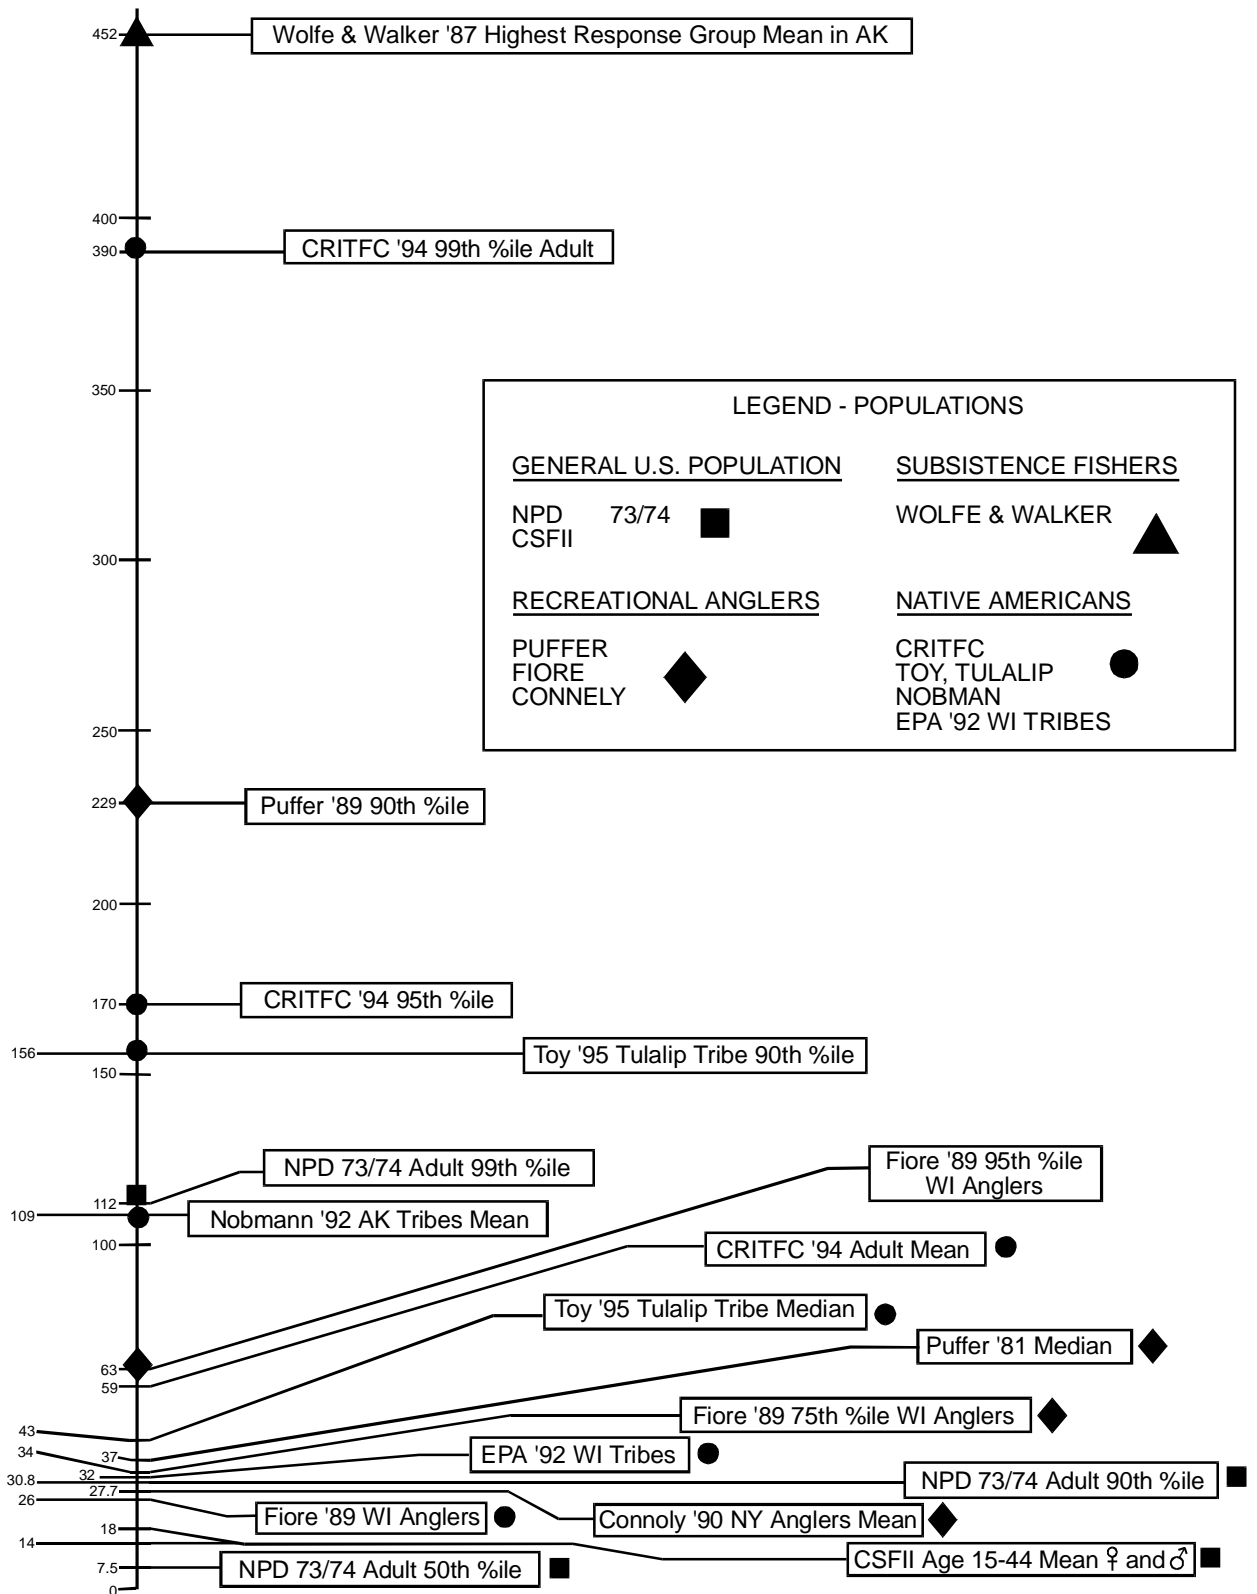 452
Wolfe & Walker '87 Highest Response Group Mean in AK
400
390
CRITFC '94 99th %ile Adult
350
LEGEND - POPULATIONS
GENERAL U.S. POPULATION
NPD 73/74
CSFII
SUBSISTENCE FISHERS
WOLFE & WALKER
300
RECREATIONAL ANGLERS
PUFFER
FIORE
CONNELY
NATIVE AMERICANS
CRITFC
TOY, TULALIP
NOBMAN
EPA '92 WI TRIBES
250
229
Puffer '89 90th %ile
200
170
CRITFC '94 95th %ile
156
Toy '95 Tulalip Tribe 90th %ile
150
NPD 73/74 Adult 99th %ile
Fiore '89 95th %ile
WI Anglers
112
109
Nobmann '92 AK Tribes Mean
100
CRITFC '94 Adult Mean
Toy '95 Tulalip Tribe Median
Puffer '81 Median
63
59
Fiore '89 75th %ile WI Anglers
43
34
37
EPA '92 WI Tribes
32
30.8
NPD 73/74 Adult 90th %ile
27.7
26
Fiore '89 WI Anglers
Connoly '90 NY Anglers Mean
18
14
CSFII Age 15-44 Mean ♀ and ♂
7.5
NPD 73/74 Adult 50th %ile
0